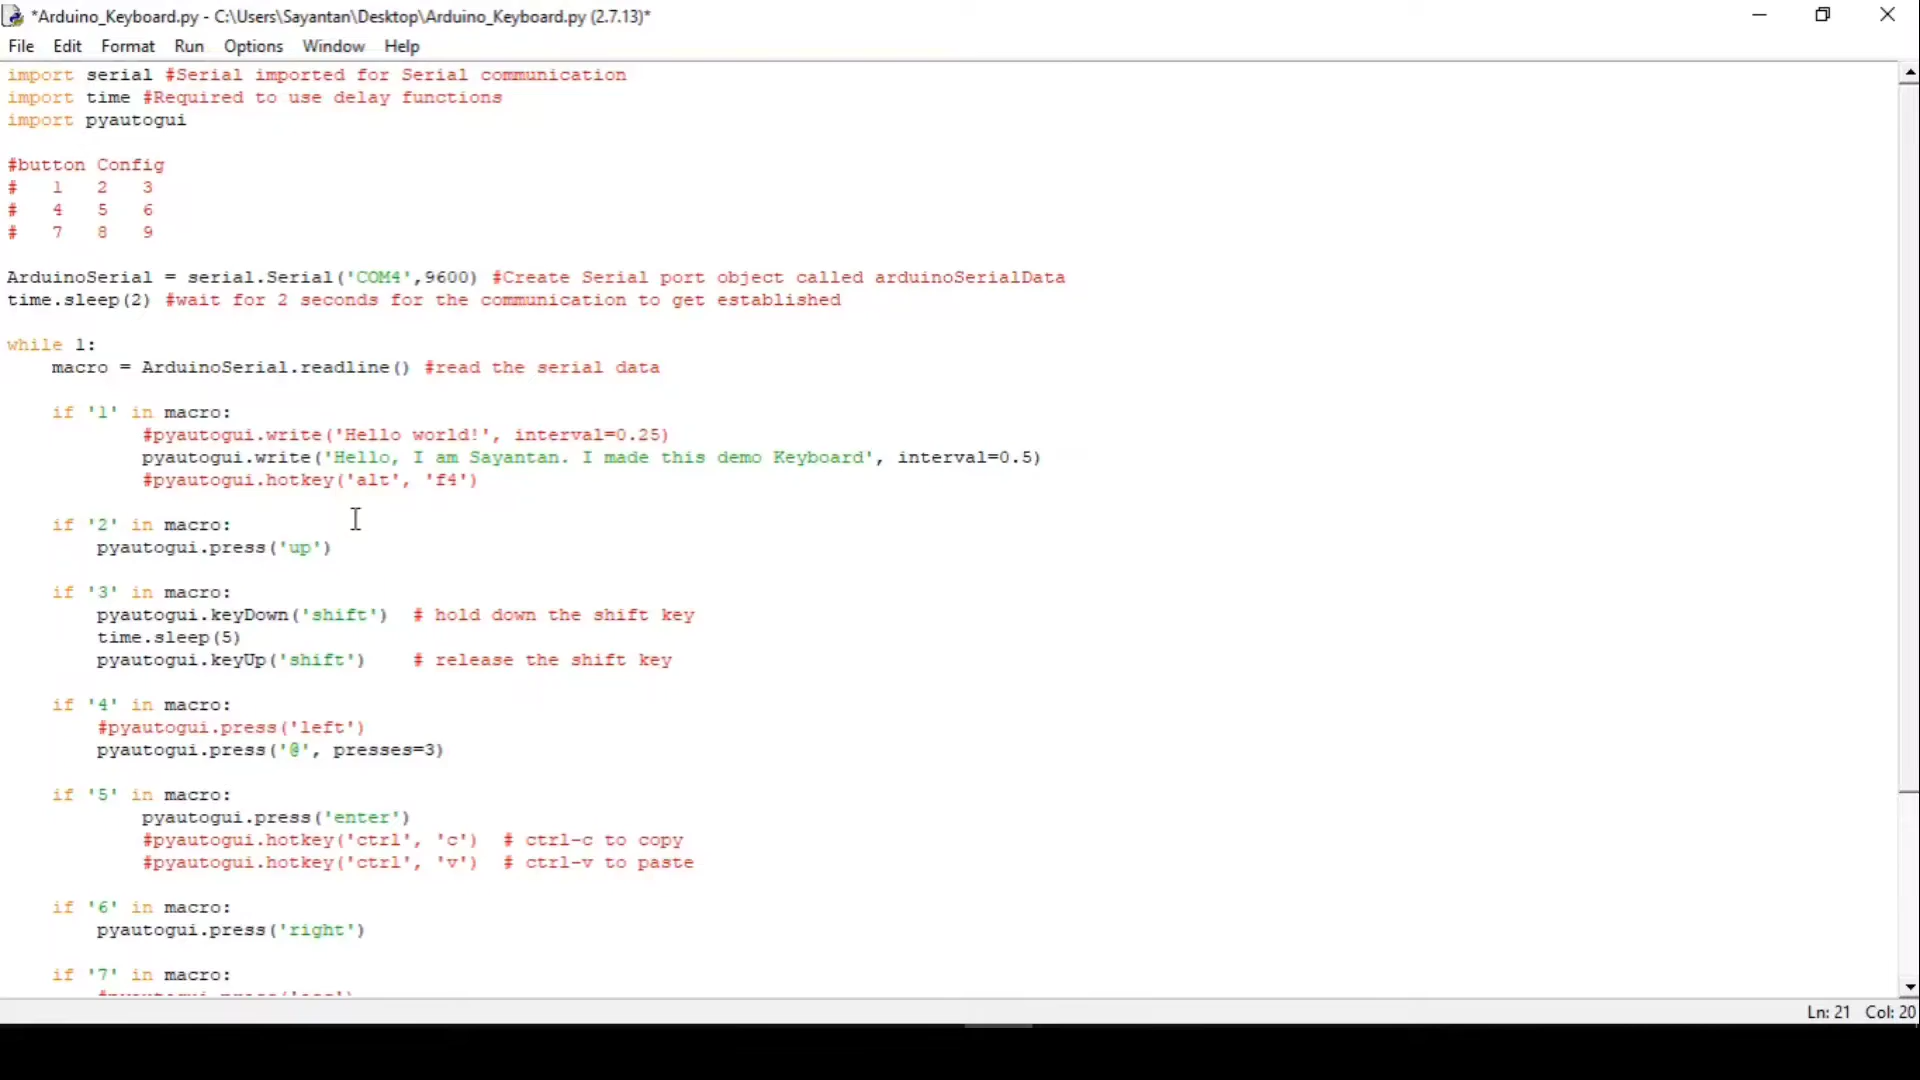 *Arduino_Keyboard.py - C:\Users\Sayantan\Desktop\Arduino_Keyboard.py (2.7.13)*
File Edit Format Run Options Window Help
import serial #Serial imported for Serial communication
import time #Required to use delay functions
import pyautogui
#button Config
#   1   2   3
#   4   5   6
#   7   8   9
ArduinoSerial = serial.Serial('COM4',9600) #Create Serial port object called arduinoSerialData
time.sleep(2) #wait for 2 seconds for the communication to get established
while 1:
    macro = ArduinoSerial.readline() #read the serial data
    if '1' in macro:
            #pyautogui.write('Hello world!', interval=0.25)
            pyautogui.write('Hello, I am Sayantan. I made this demo Keyboard', interval=0.5)
            #pyautogui.hotkey('alt', 'f4')
    if '2' in macro:
        pyautogui.press('up')
    if '3' in macro:
        pyautogui.keyDown('shift')  # hold down the shift key
        time.sleep(5)
        pyautogui.keyUp('shift')    # release the shift key
    if '4' in macro:
        #pyautogui.press('left')
        pyautogui.press('@', presses=3)
    if '5' in macro:
            pyautogui.press('enter')
            #pyautogui.hotkey('ctrl', 'c')  # ctrl-c to copy
            #pyautogui.hotkey('ctrl', 'v')  # ctrl-v to paste
    if '6' in macro:
        pyautogui.press('right')
    if '7' in macro:
Ln: 21 Col: 20